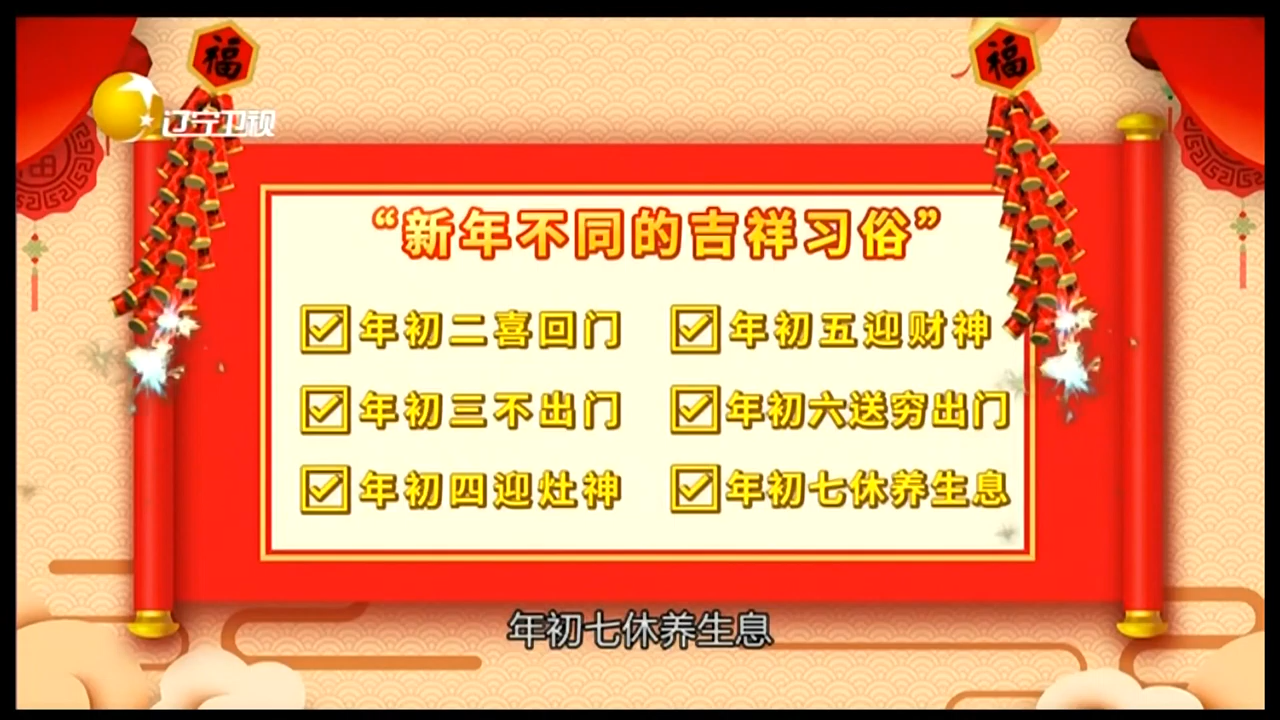 福
福
辽宁卫视
“新年不同的吉祥习俗”
年初二喜回门
年初五迎财神
年初三不出门
年初六送穷出门
年初四迎灶神
年初七休养生息
年初七休养生息